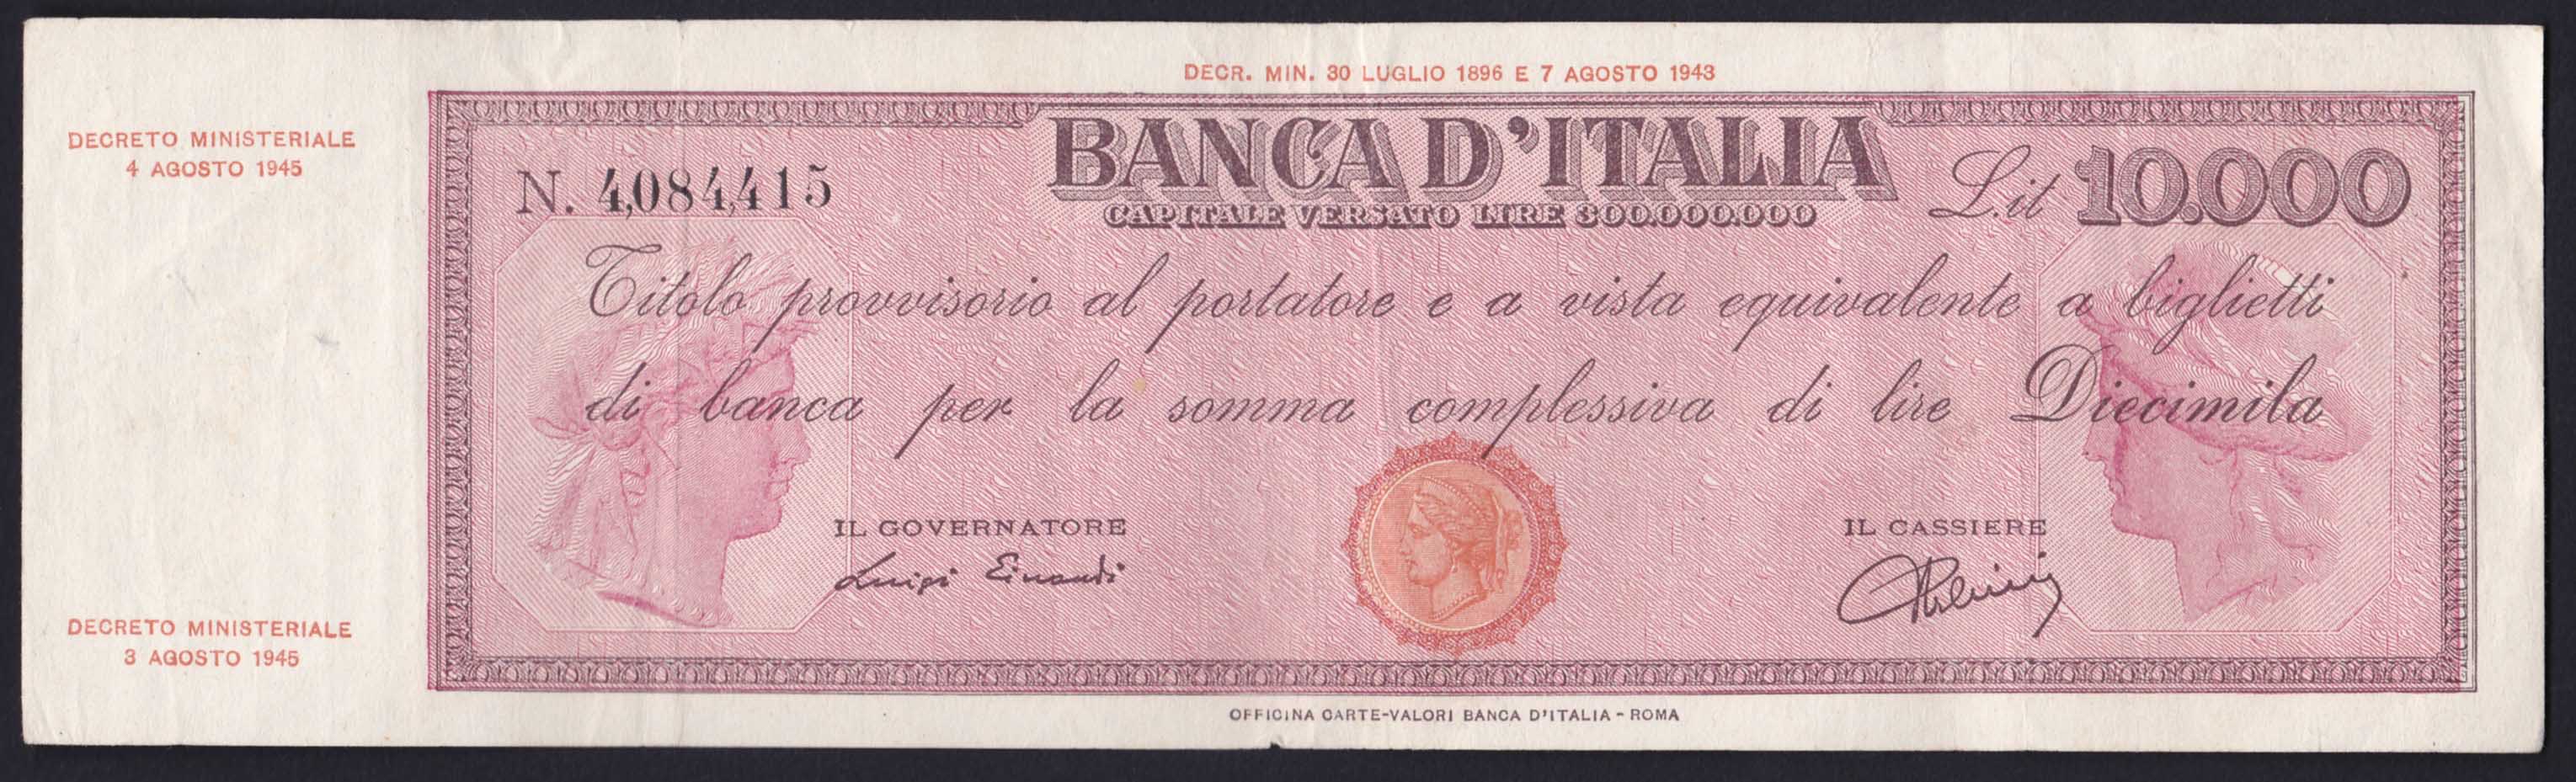 DECR. MIN. 30 LUGLIO 1896 E 7 AGOSTO 1943
DECRETO MINISTERIALE
4 AGOSTO 1945
N. 4,084,415
BANCA D'ITALIA
CAPITALE VERSATO LIRE 300.000.000
L.it 10.000
Titolo provvisorio al portatore e a vista equivalente a biglietti
di banca per la somma complessiva di lire Diecimila
IL GOVERNATORE
Luigi Einaudi
IL CASSIERE
DECRETO MINISTERIALE
3 AGOSTO 1945
OFFICINA CARTE-VALORI BANCA D'ITALIA - ROMA